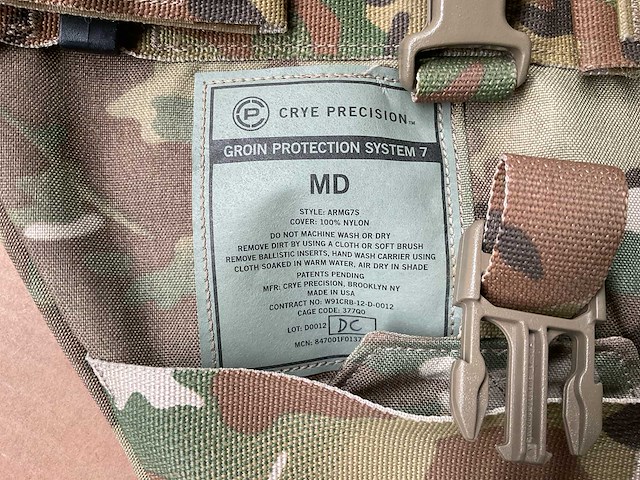 P CRYE PRECISION™
GROIN PROTECTION SYSTEM 7
MD
STYLE: ARMG7S
COVER: 100% NYLON
DO NOT MACHINE WASH OR DRY
REMOVE DIRT BY USING A CLOTH OR SOFT BRUSH
REMOVE BALLISTIC INSERTS, HAND WASH CARRIER USING
CLOTH SOAKED IN WARM WATER, AIR DRY IN SHADE
PATENTS PENDING
MFR: CRYE PRECISION, BROOKLYN NY
MADE IN USA
CONTRACT NO: W91CRB-12-D-0012
CAGE CODE: 377Q0
LOT: D0012 DC
MCN: